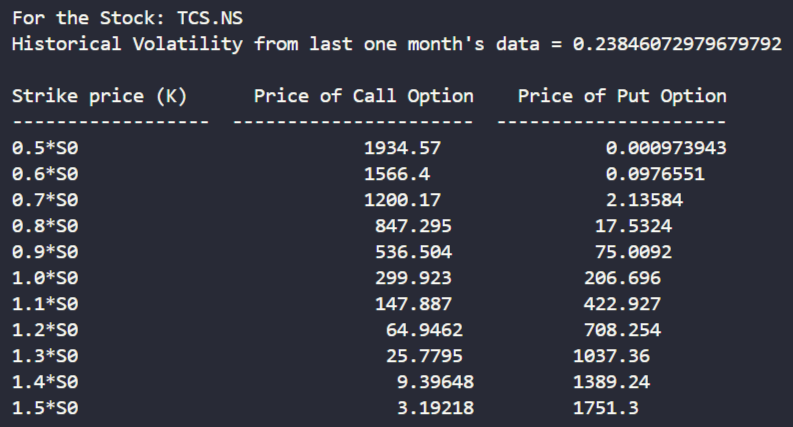 For the Stock: TCS.NS
Historical Volatility from last one month's data = 0.23846072979679792
Strike price (K) Price of Call Option Price of Put Option
------------------ ---------------------- ---------------------
0.5*S0 1934.57 0.000973943
0.6*S0 1566.4 0.0976551
0.7*S0 1200.17 2.13584
0.8*S0 847.295 17.5324
0.9*S0 536.504 75.0092
1.0*S0 299.923 206.696
1.1*S0 147.887 422.927
1.2*S0 64.9462 708.254
1.3*S0 25.7795 1037.36
1.4*S0 9.39648 1389.24
1.5*S0 3.19218 1751.3